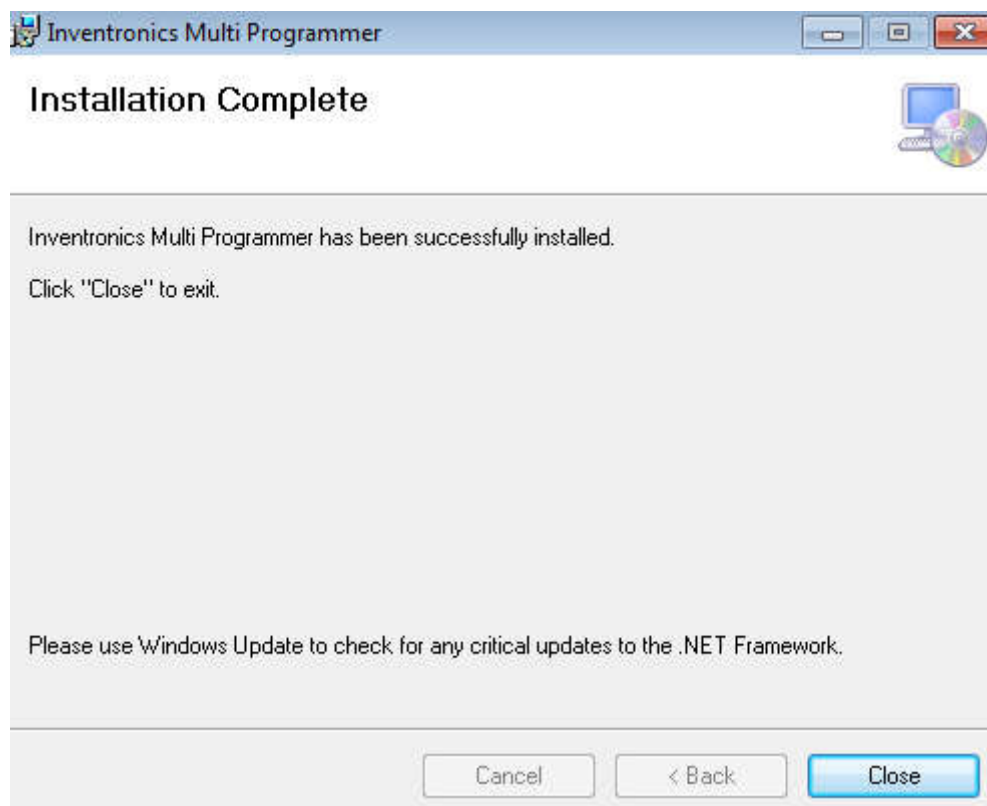 Inventronics Multi Programmer
Installation Complete
Inventronics Multi Programmer has been successfully installed.
Click "Close" to exit.
Please use Windows Update to check for any critical updates to the .NET Framework.
Cancel
< Back
Close